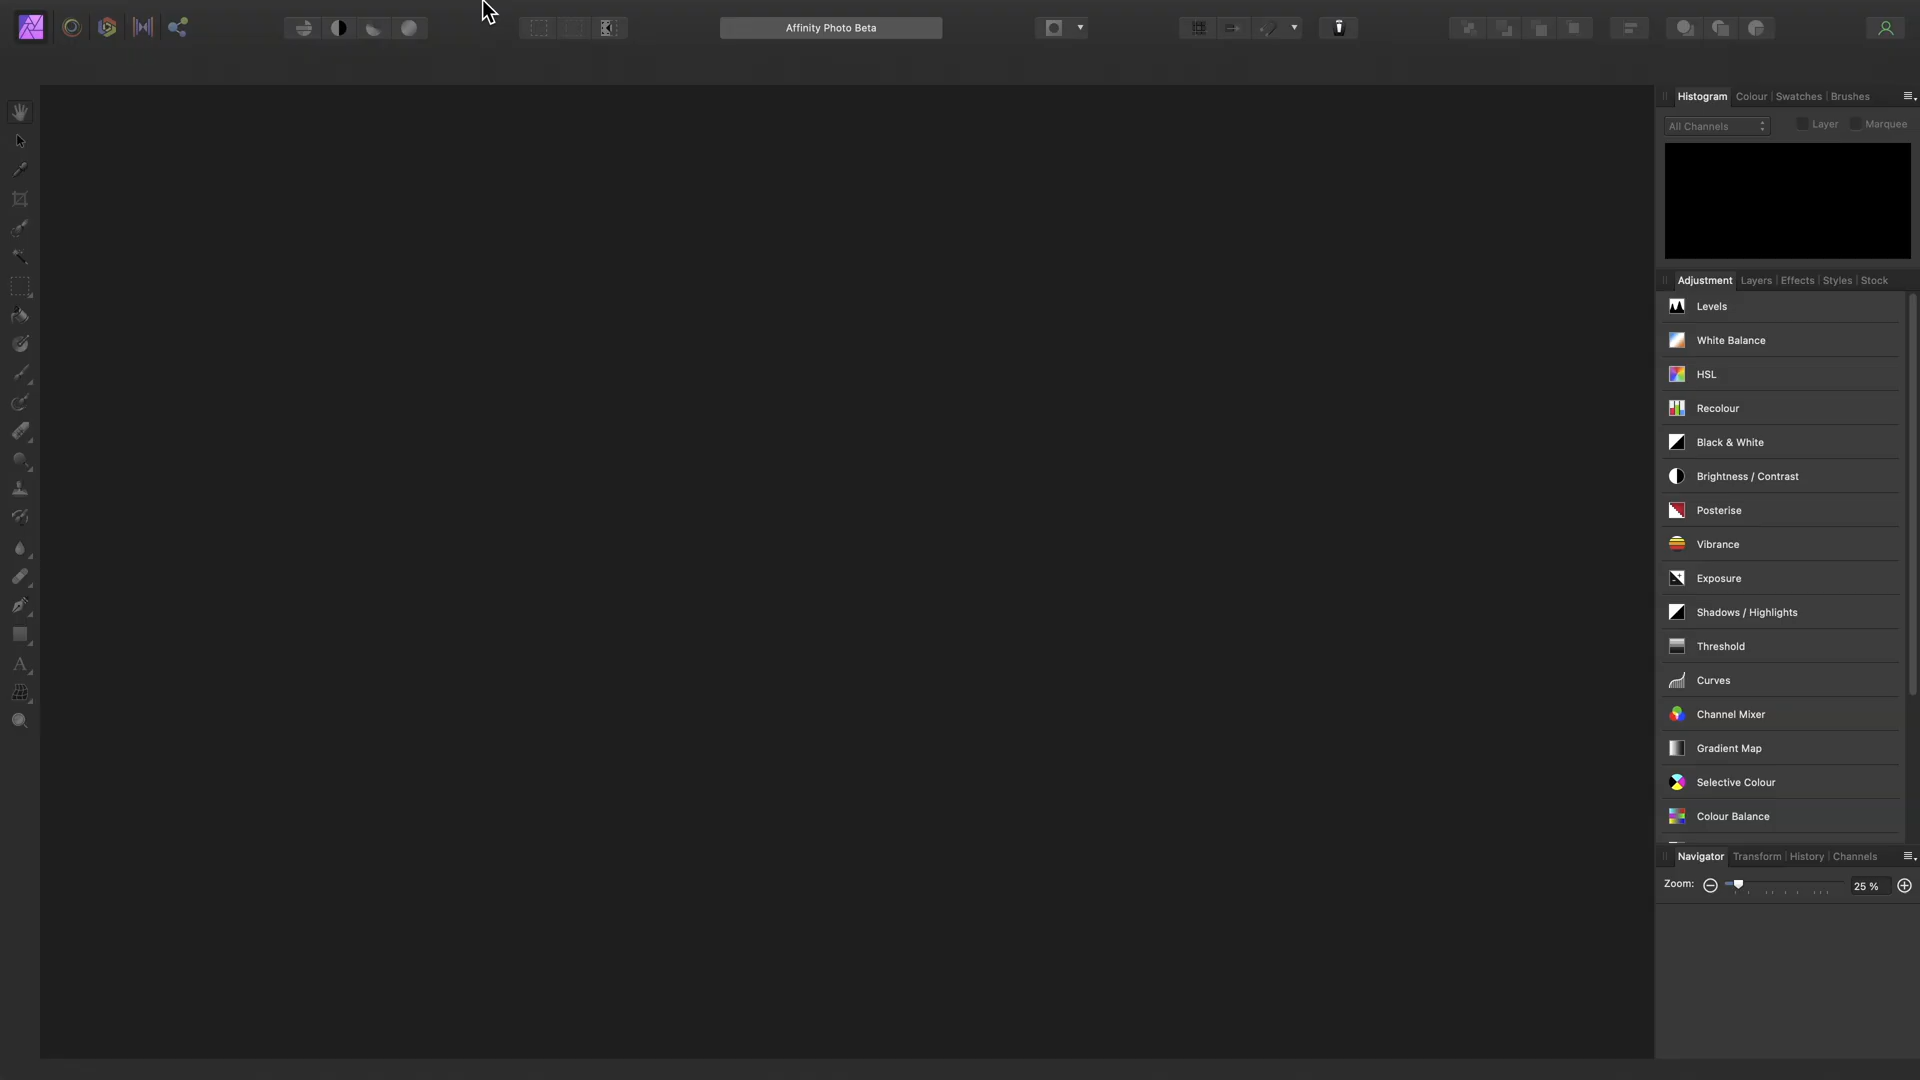 Affinity Photo Beta
Histogram Colour Swatches Brushes
All Channels Layer Marquee
Adjustment Layers Effects Styles Stock
Levels
White Balance
HSL
Recolour
Black & White
Brightness / Contrast
Posterise
Vibrance
Exposure
Shadows / Highlights
Threshold
Curves
Channel Mixer
Gradient Map
Selective Colour
Colour Balance
Navigator Transform History Channels
Zoom: 25 %